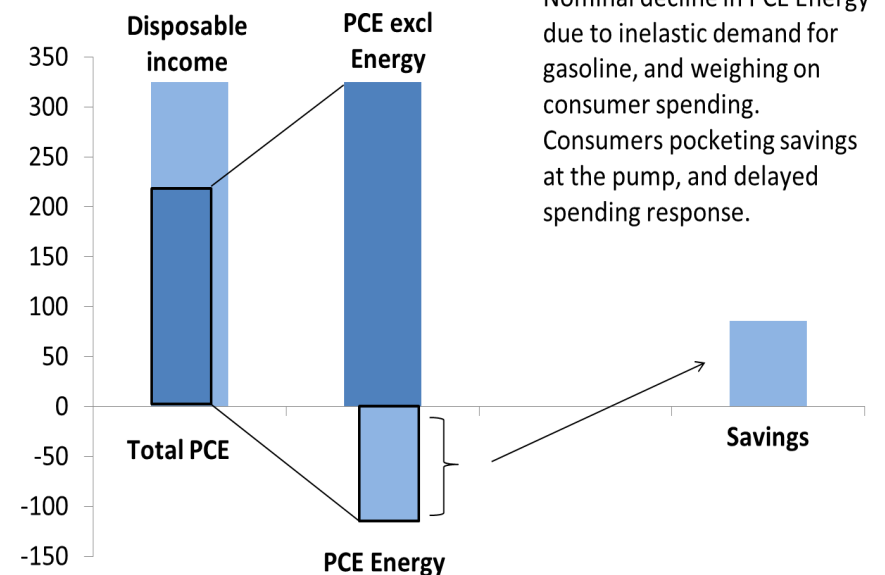 Nominal decline in PCE Energy
due to inelastic demand for
gasoline, and weighing on
consumer spending.
Consumers pocketing savings
at the pump, and delayed
spending response.
Disposable
income
PCE excl
Energy
350
300
250
200
150
100
50
0
-50
-100
-150
Total PCE
PCE Energy
Savings